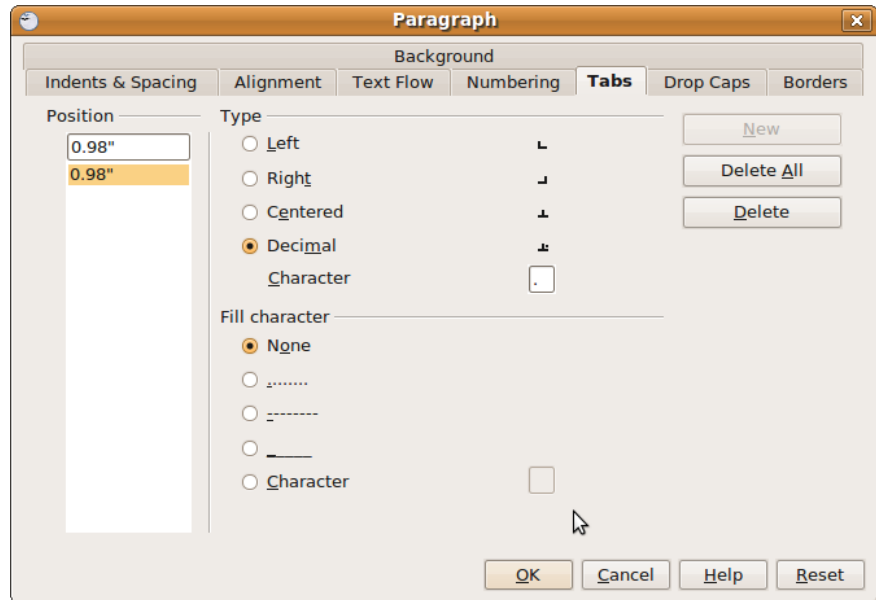 Paragraph
Background
Indents & Spacing Alignment Text Flow Numbering Tabs Drop Caps Borders
Position
0.98"
0.98"
Type
Left
Right
Centered
Decimal
Character .
Fill character
None
........
--------
_____
Character
New
Delete All
Delete
OK Cancel Help Reset